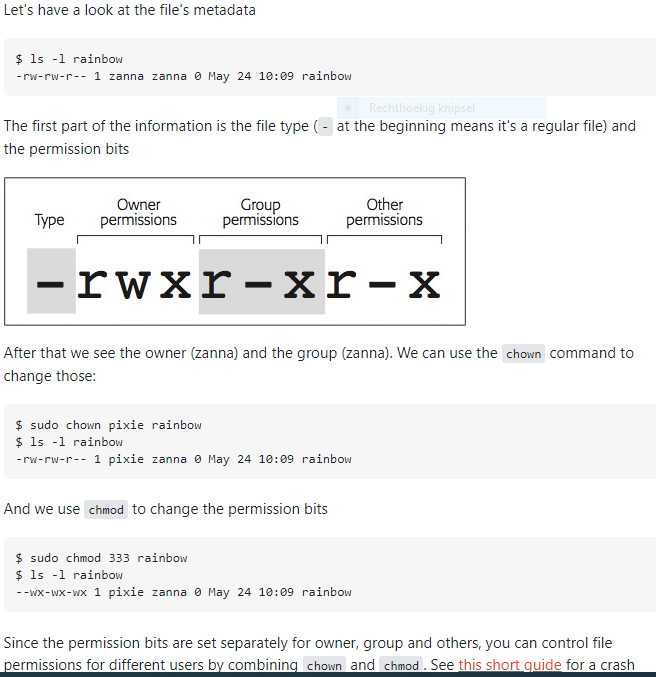 Let's have a look at the file's metadata
$ ls -l rainbow
-rw-rw-r-- 1 zanna zanna 0 May 24 10:09 rainbow
Rechthoekig knipsel
The first part of the information is the file type ( - at the beginning means it's a regular file) and
the permission bits
Type Owner permissions Group permissions Other permissions
-rwxr-xr-x
After that we see the owner (zanna) and the group (zanna). We can use the chown command to
change those:
$ sudo chown pixie rainbow
$ ls -l rainbow
-rw-rw-r-- 1 pixie zanna 0 May 24 10:09 rainbow
And we use chmod to change the permission bits
$ sudo chmod 333 rainbow
$ ls -l rainbow
--wx-wx-wx 1 pixie zanna 0 May 24 10:09 rainbow
Since the permission bits are set separately for owner, group and others, you can control file
permissions for different users by combining chown and chmod . See this short guide for a crash